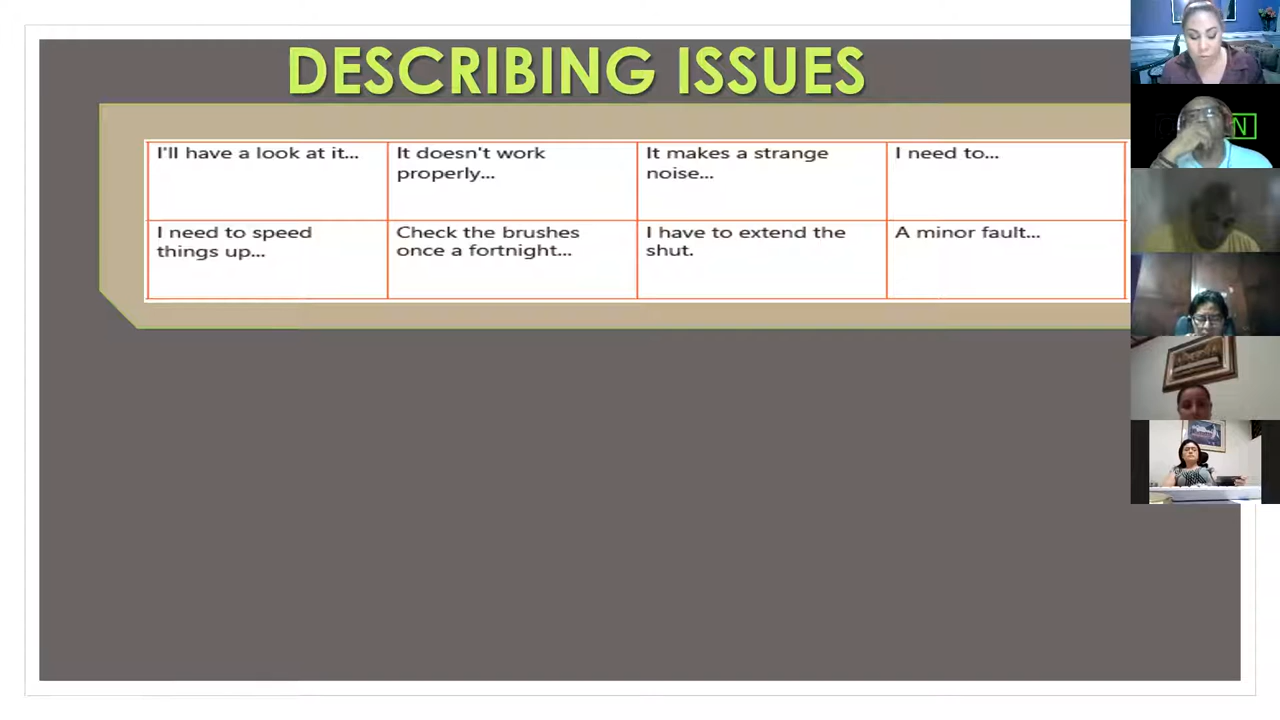 DESCRIBING ISSUES
I'll have a look at it...
It doesn't work
properly...
It makes a strange
noise...
I need to...
I need to speed
things up...
Check the brushes
once a fortnight...
I have to extend the
shut.
A minor fault...
N